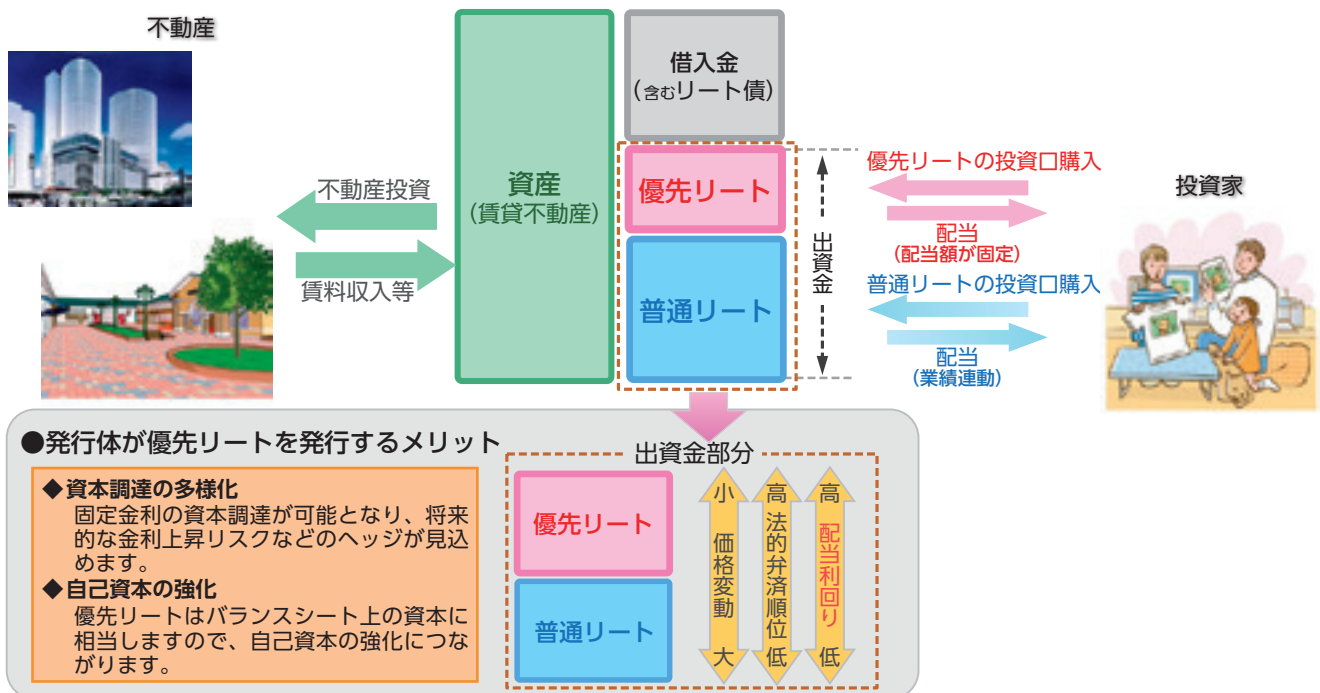 不動産
不動産投資
賃料収入等
資産
(賃貸不動産)
借入金
(含むリート債)
優先リート
普通リート
出資金
優先リートの投資口購入
配当
(配当額が固定)
普通リートの投資口購入
配当
(業績連動)
投資家
●発行体が優先リートを発行するメリット
◆資本調達の多様化
固定金利の資本調達が可能となり、将来
的な金利上昇リスクなどのヘッジが見込
めます。
◆自己資本の強化
優先リートはバランスシート上の資本に
相当しますので、自己資本の強化につな
がります。
出資金部分
優先リート
普通リート
小 価格変動 大
高 法的弁済順位 低
高 配当利回り 低